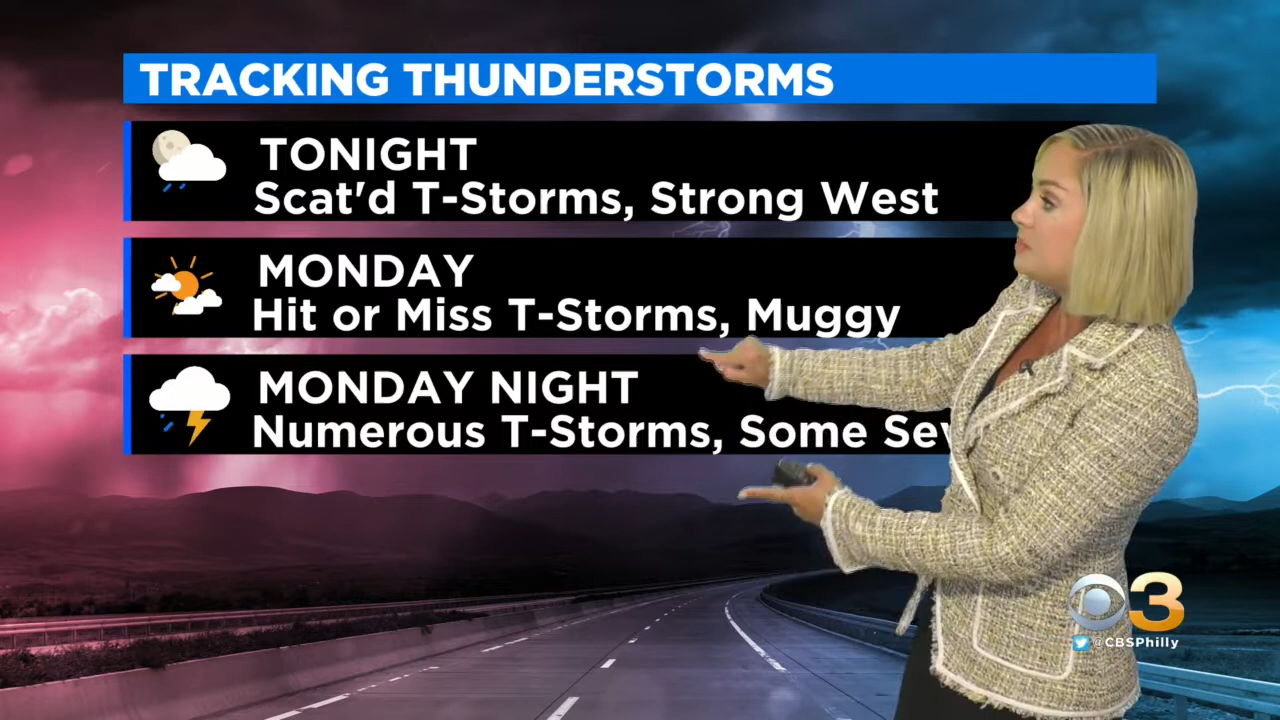 TRACKING THUNDERSTORMS
TONIGHT
Scat'd T-Storms, Strong West
MONDAY
Hit or Miss T-Storms, Muggy
MONDAY NIGHT
Numerous T-Storms, Some
3
@CBSPhilly